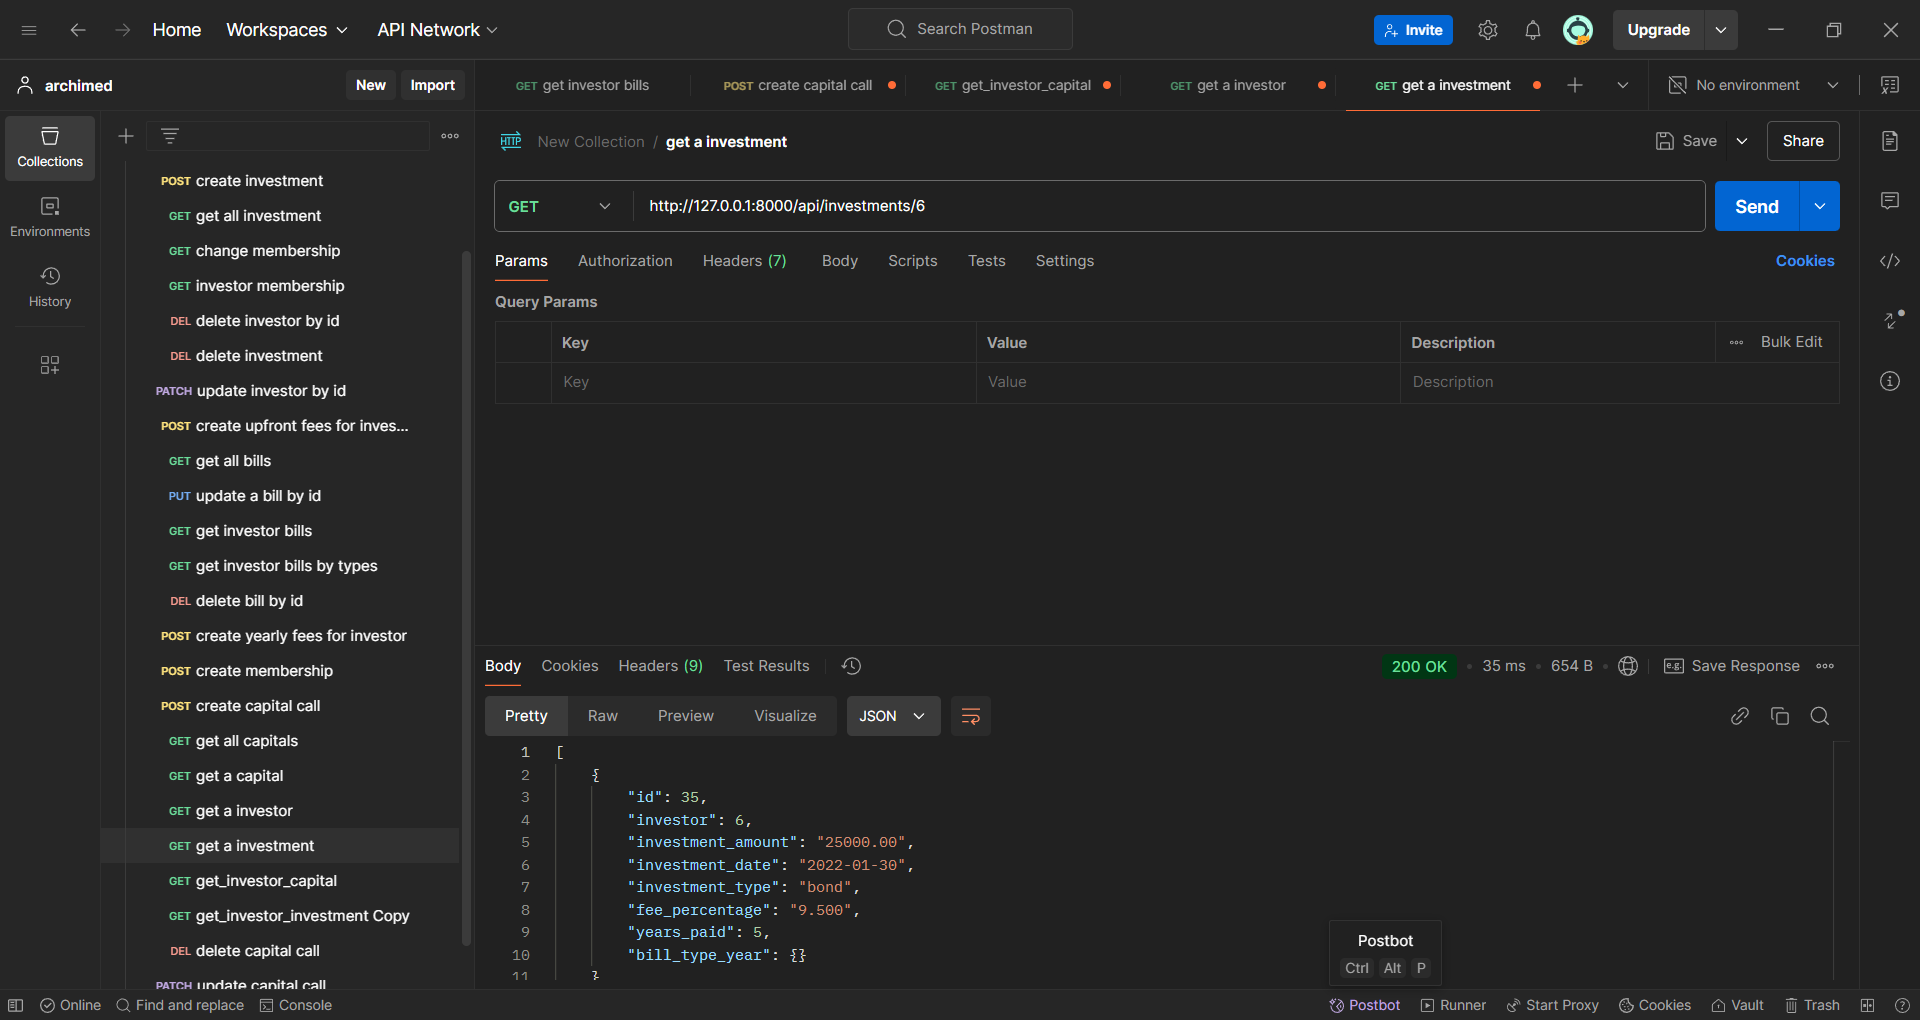 Home
Workspaces
API Network
Search Postman
Invite
Upgrade
archimed
New
Import
GET get investor bills
POST create capital call
GET get_investor_capital
GET get a investor
GET get a investment
No environment
Collections
Environments
History
POST create investment
GET get all investment
GET change membership
GET investor membership
DEL delete investor by id
DEL delete investment
PATCH update investor by id
POST create upfront fees for inves...
GET get all bills
PUT update a bill by id
GET get investor bills
GET get investor bills by types
DEL delete bill by id
POST create yearly fees for investor
POST create membership
POST create capital call
GET get all capitals
GET get a capital
GET get a investor
GET get a investment
GET get_investor_capital
GET get_investor_investment Copy
DEL delete capital call
PATCH update capital call
HTTP New Collection / get a investment
Save
Share
GET
http://127.0.0.1:8000/api/investments/6
Send
Params
Authorization
Headers (7)
Body
Scripts
Tests
Settings
Cookies
Query Params
Key
Value
Description
Bulk Edit
Key
Value
Description
Body
Cookies
Headers (9)
Test Results
200 OK
35 ms
654 B
e.g. Save Response
Pretty
Raw
Preview
Visualize
JSON
1 [
2 {
3 "id": 35,
4 "investor": 6,
5 "investment_amount": "25000.00",
6 "investment_date": "2022-01-30",
7 "investment_type": "bond",
8 "fee_percentage": "9.500",
9 "years_paid": 5,
10 "bill_type_year": {}
11 }
Postbot
Ctrl Alt P
Online
Find and replace
Console
Postbot
Runner
Start Proxy
Cookies
Vault
Trash